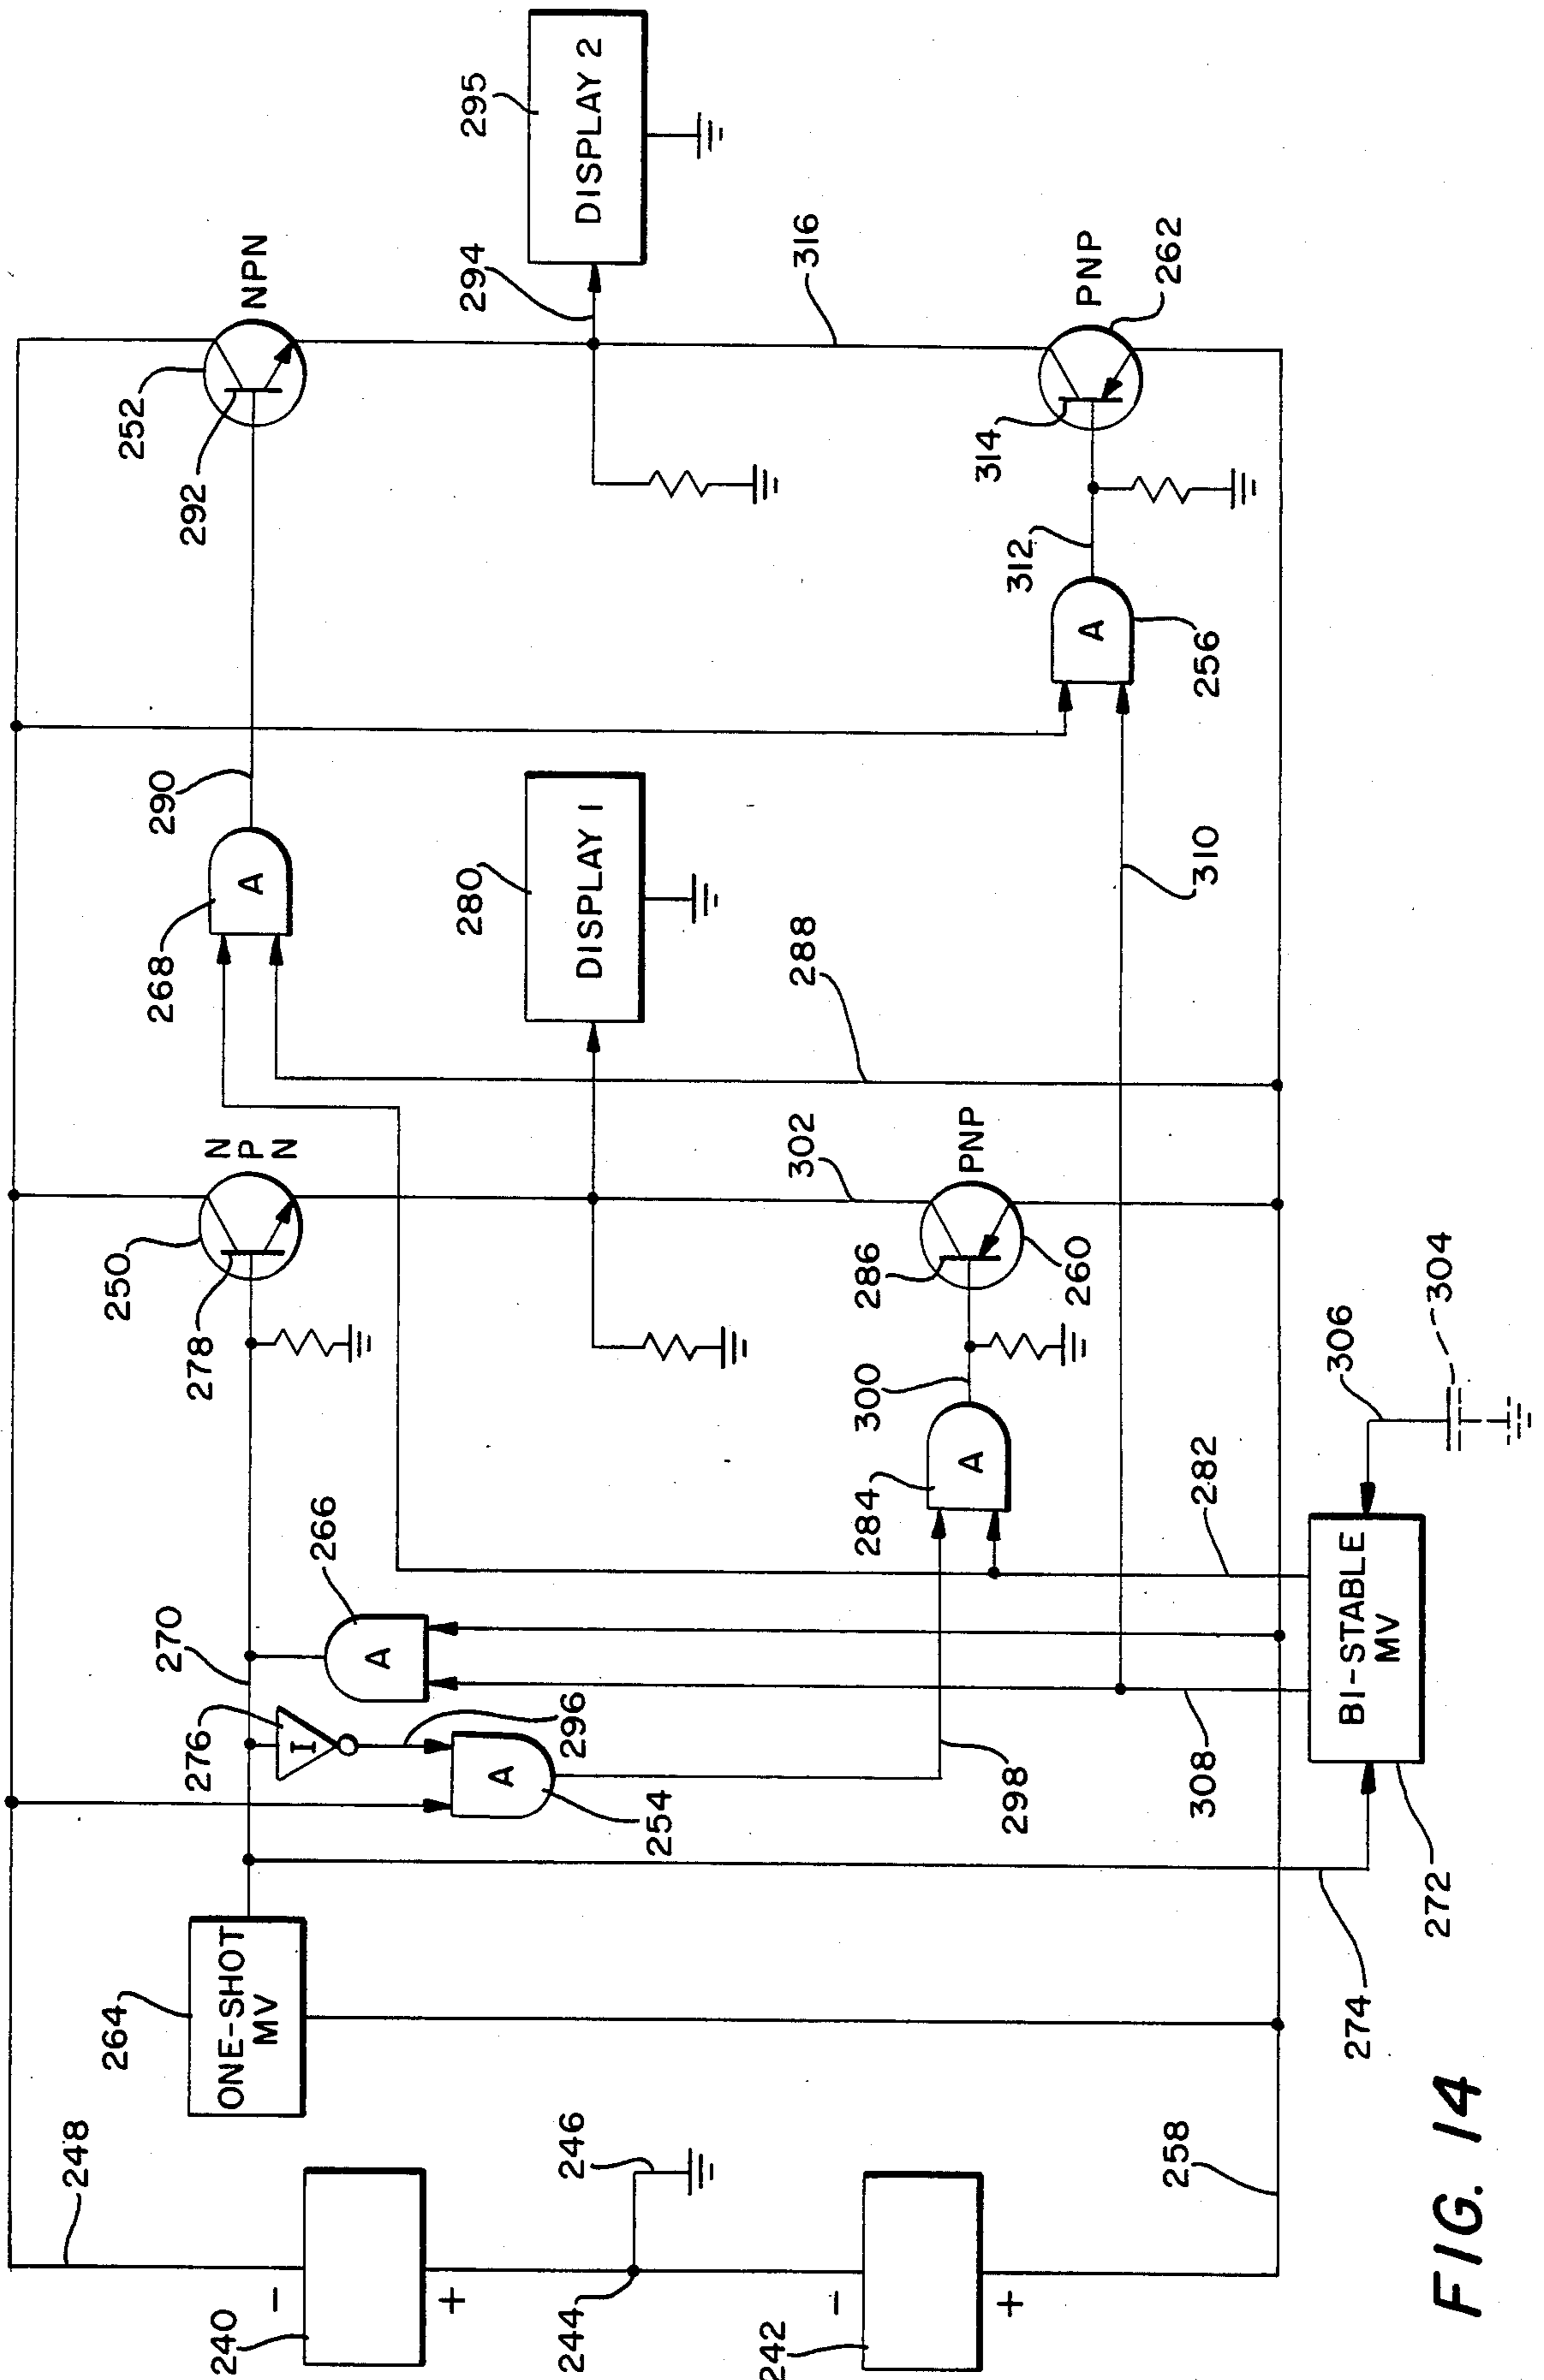 248
240
-
+
244
246
242
-
+
258
264
ONE-SHOT
MV
270
276
I
296
A
254
A
266
298
308
274
272
BI-STABLE
MV
282
306
304
250
278
N
P
N
284
A
300
286
260
PNP
302
288
280
DISPLAY 1
268
A
290
310
252
292
NPN
294
295
DISPLAY 2
316
256
A
312
314
PNP
262
FIG. 14